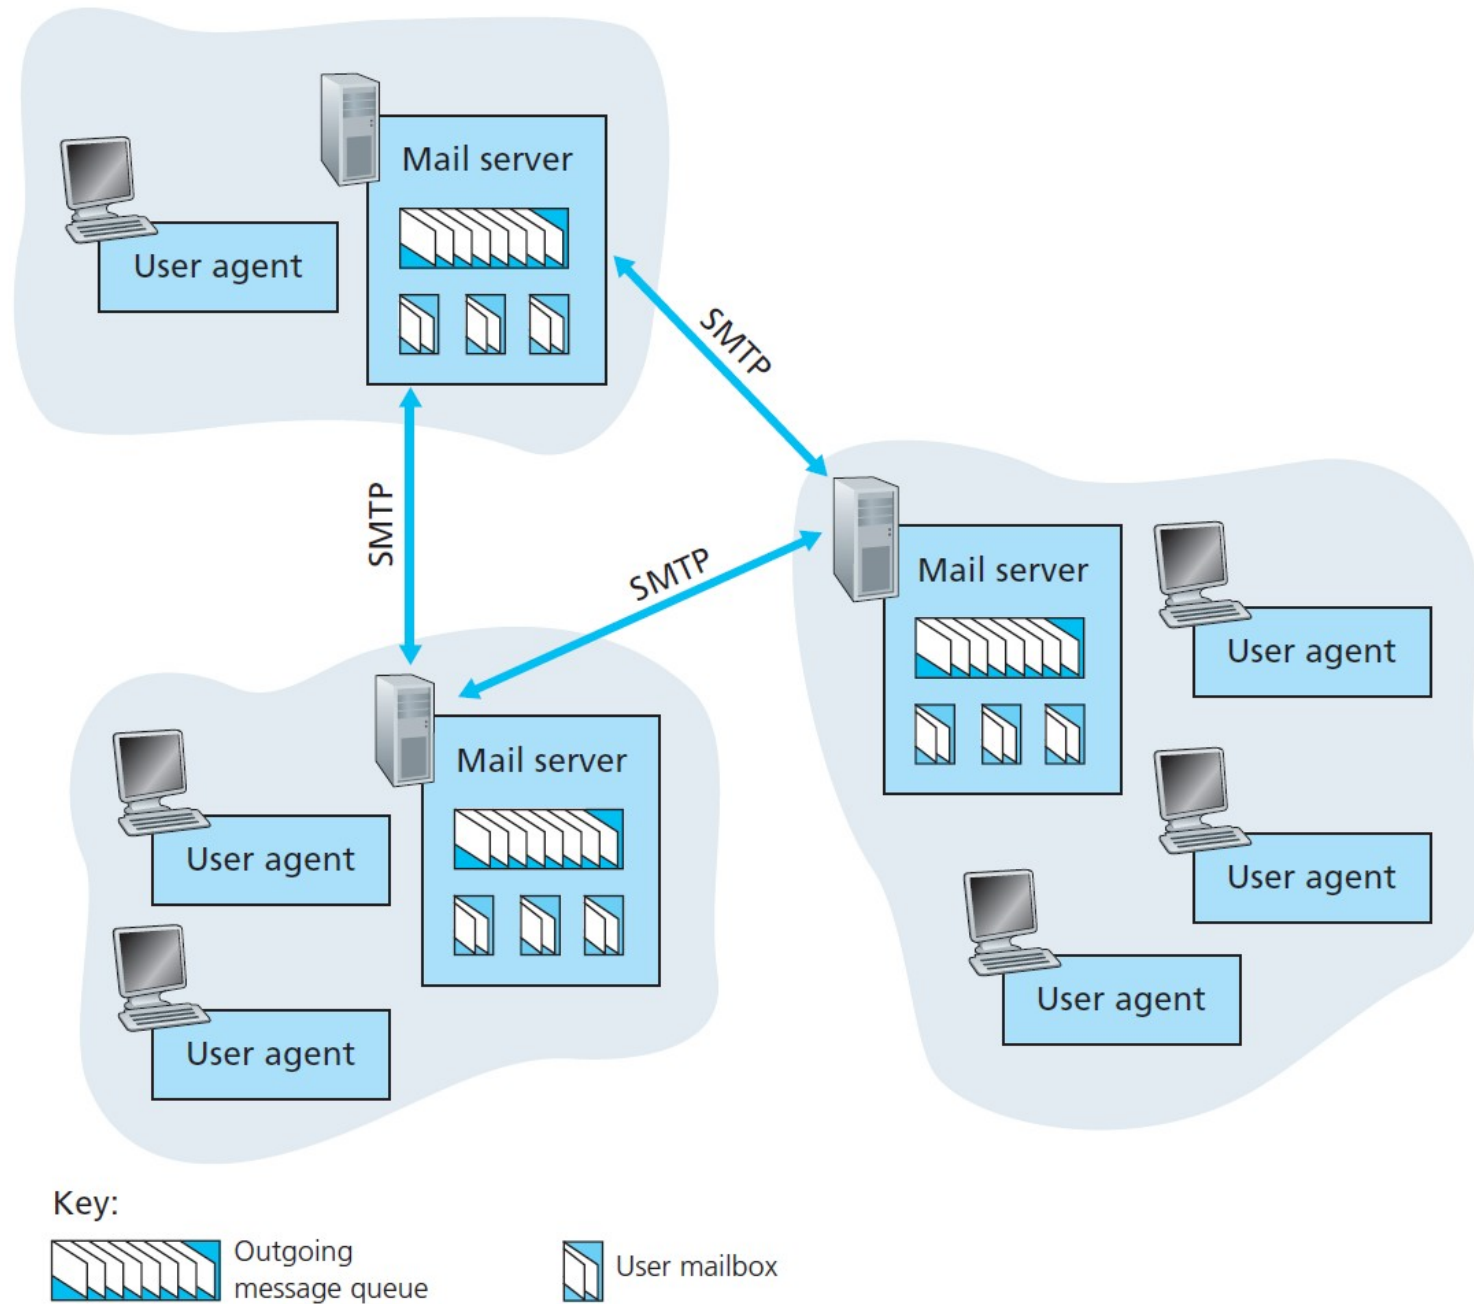 Mail server
User agent
SMTP
SMTP
SMTP
Mail server
User agent
User agent
User agent
Mail server
User agent
User agent
Key:
Outgoing
message queue
User mailbox